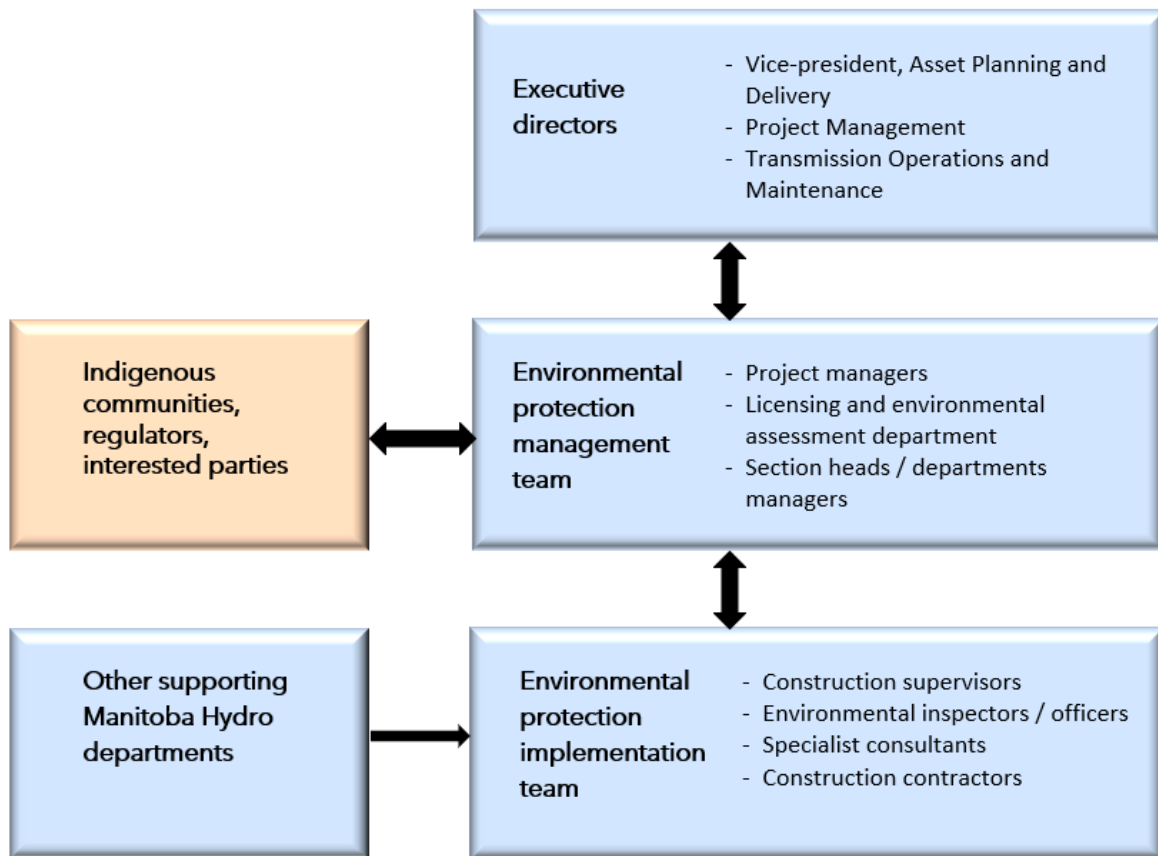 Executive
directors
- Vice-president, Asset Planning and
Delivery
- Project Management
- Transmission Operations and
Maintenance
Indigenous
communities,
regulators,
interested parties
Environmental
protection
management
team
- Project managers
- Licensing and environmental
assessment department
- Section heads / departments
managers
Other supporting
Manitoba Hydro
departments
Environmental
protection
implementation
team
- Construction supervisors
- Environmental inspectors / officers
- Specialist consultants
- Construction contractors